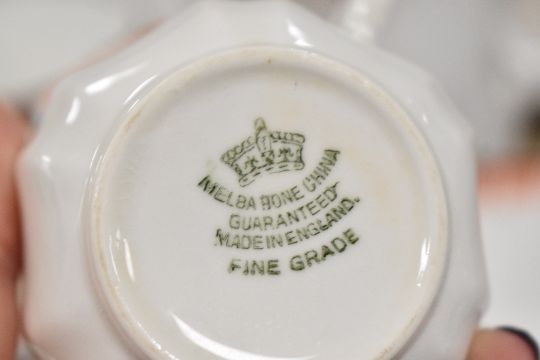 MELBA BONE CHINA
GUARANTEED
MADE IN ENGLAND.
FINE GRADE